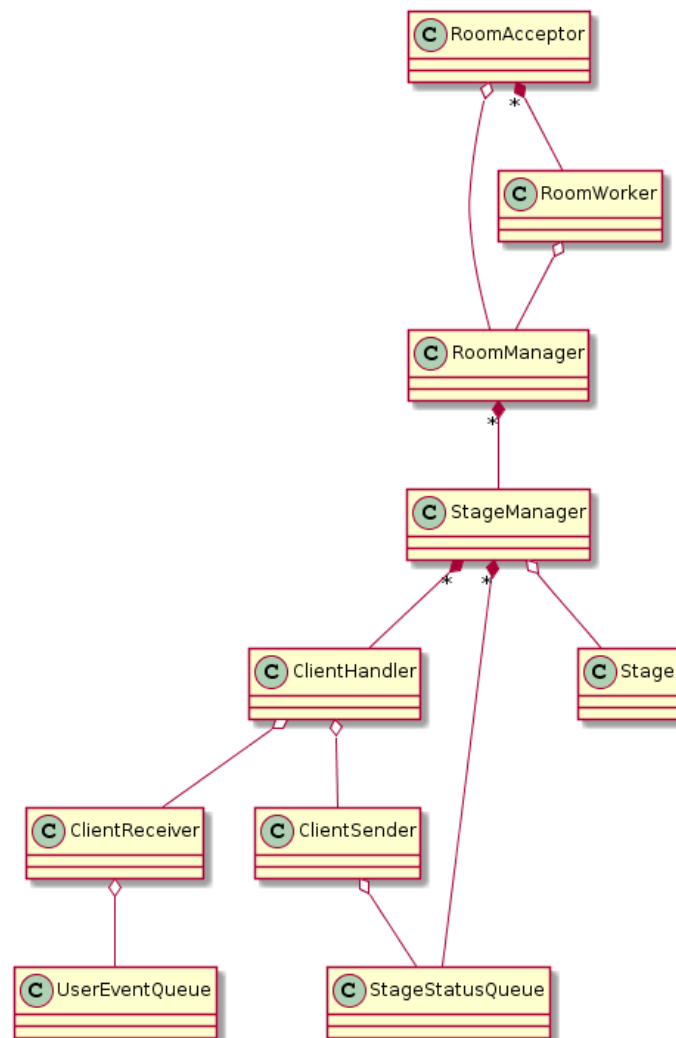 C RoomAcceptor
*
C RoomWorker
C RoomManager
*
C StageManager
* *
C ClientHandler
C Stage
C ClientReceiver
C ClientSender
C UserEventQueue
C StageStatusQueue